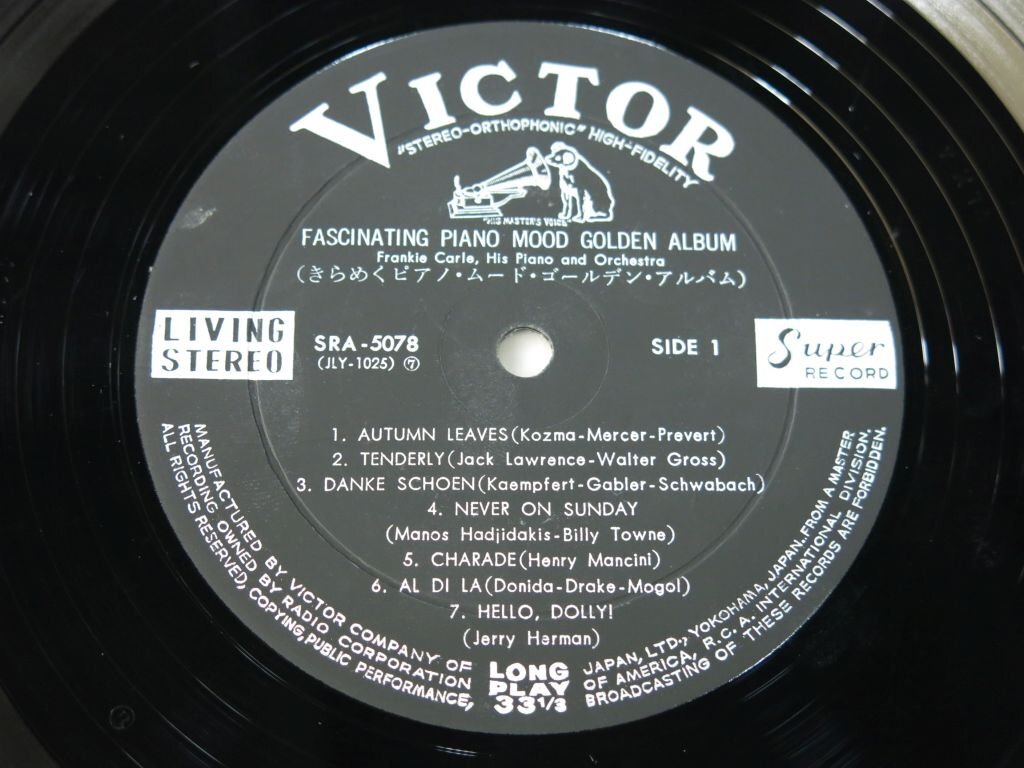 VICTOR
"STEREO-ORTHOPHONIC" HIGH-FIDELITY
"HIS MASTER'S VOICE"
FASCINATING PIANO MOOD GOLDEN ALBUM
Frankie Carle, His Piano and Orchestra
(きらめくピアノ・ムード・ゴールデン・アルバム)
LIVING
STEREO
SRA-5078
(JLY-1025) ⑦
SIDE 1
Super
RECORD
1. AUTUMN LEAVES(Kozma-Mercer-Prevert)
2. TENDERLY(Jack Lawrence-Walter Gross)
3. DANKE SCHOEN(Kaempfert-Gabler-Schwabach)
4. NEVER ON SUNDAY
(Manos Hadjidakis-Billy Towne)
5. CHARADE(Henry Mancini)
6. AL DI LA(Donida-Drake-Mogol)
7. HELLO, DOLLY!
(Jerry Harman)
LONG
PLAY
33 1/3
MANUFACTURED BY VICTOR COMPANY OF JAPAN, LTD., YOKOHAMA, JAPAN. FROM A MASTER
RECORDING OWNED BY RADIO CORPORATION OF AMERICA, R.C.A. INTERNATIONAL DIVISION.
ALL RIGHTS RESERVED, COPYING, PUBLIC PERFORMANCE, BROADCASTING OF THESE RECORDS ARE FORBIDDEN.